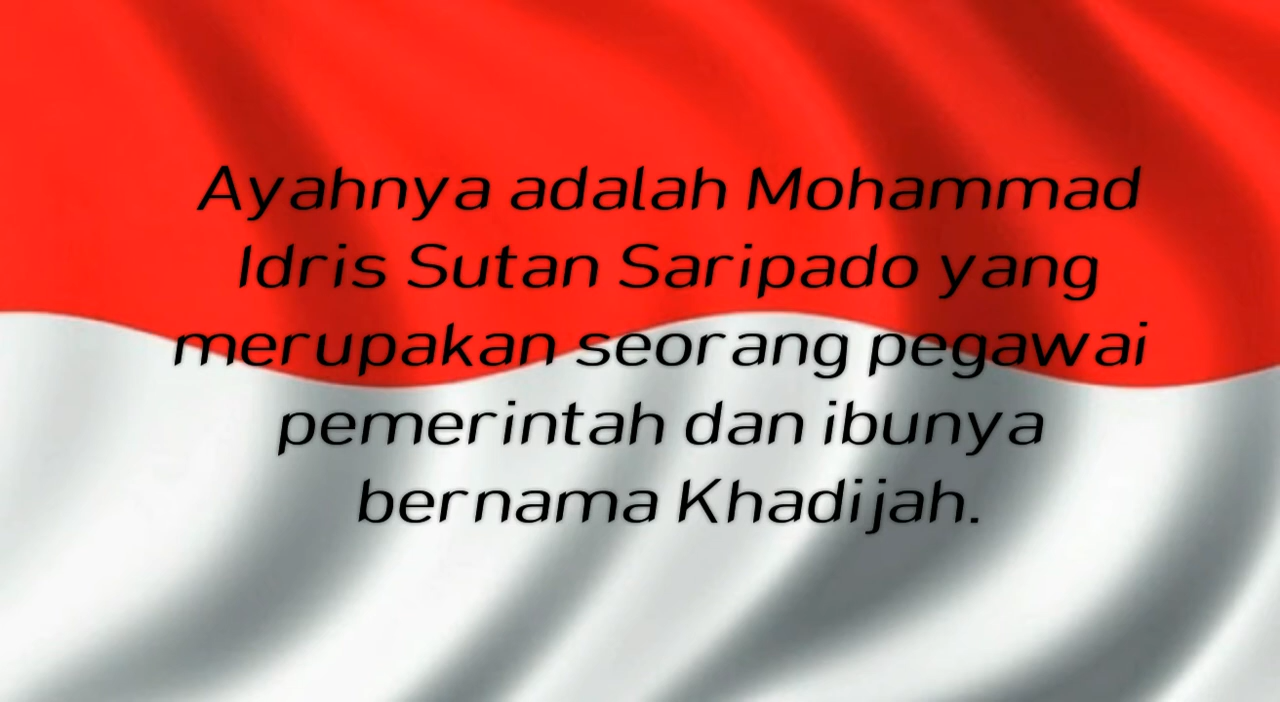 Ayahnya adalah Mohammad
Idris Sutan Saripado yang
merupakan seorang pegawai
pemerintah dan ibunya
bernama Khadijah.